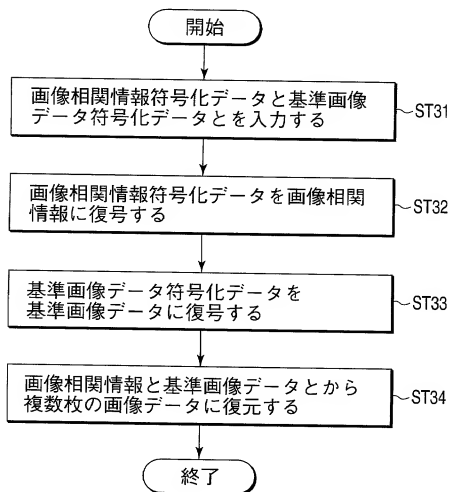 開始
画像相関情報符号化データと基準画像
データ符号化データとを入力する
ST31
画像相関情報符号化データを画像相関
情報に復号する
ST32
基準画像データ符号化データを
基準画像データに復号する
ST33
画像相関情報と基準画像データとから
複数枚の画像データに復元する
ST34
終了